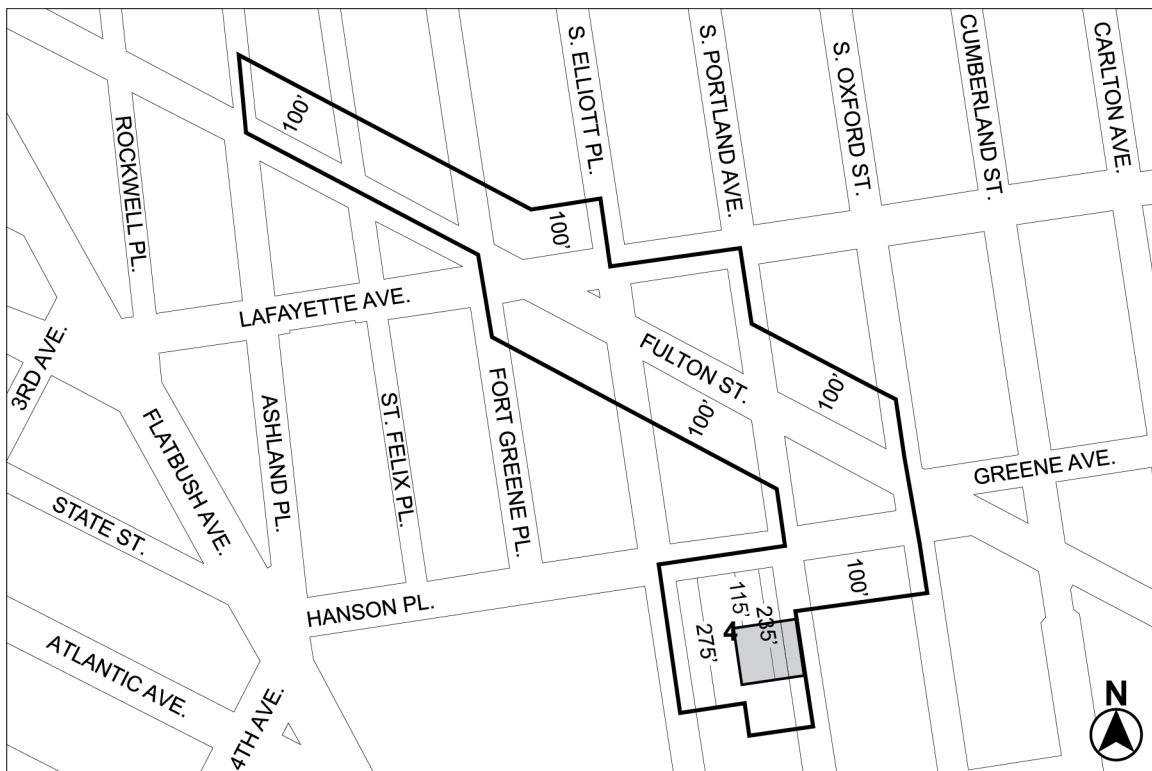 S. ELLIOTT PL.
S. PORTLAND AVE.
S. OXFORD ST.
CUMBERLAND ST.
CARLTON AVE.
100'
ROCKWELL PL.
100'
LAFAYETTE AVE.
FULTON ST.
3RD AVE.
FLATBUSH AVE.
ASHLAND PL.
ST. FELIX PL.
FORT GREENE PL.
100'
100'
GREENE AVE.
STATE ST.
HANSON PL.
100'
115'
235'
4
275'
ATLANTIC AVE.
4TH AVE.
N